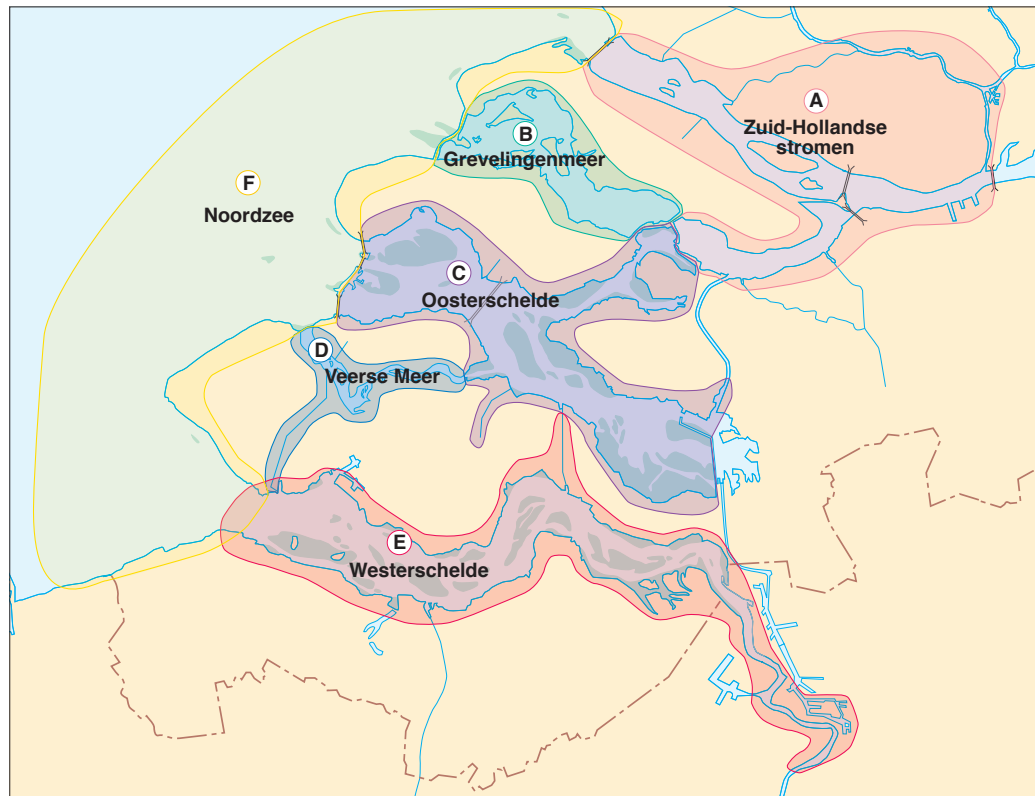 A
Zuid-Hollandse
stromen
B
Grevelingenmeer
F
Noordzee
C
Oosterschelde
D
Veerse Meer
E
Westerschelde